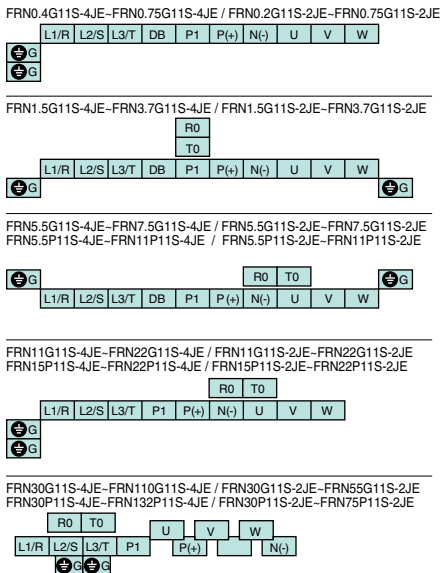 FRN0.4G11S-4JE~FRN0.75G11S-4JE / FRN0.2G11S-2JE~FRN0.75G11S-2JE
L1/R L2/S L3/T DB P1 P(+) N(-) U V W
G
G
FRN1.5G11S-4JE~FRN3.7G11S-4JE / FRN1.5G11S-2JE~FRN3.7G11S-2JE
R0
T0
L1/R L2/S L3/T DB P1 P(+) N(-) U V W
G G
FRN5.5G11S-4JE~FRN7.5G11S-4JE / FRN5.5G11S-2JE~FRN7.5G11S-2JE
FRN5.5P11S-4JE~FRN11P11S-4JE / FRN5.5P11S-2JE~FRN11P11S-2JE
G R0 T0 G
L1/R L2/S L3/T DB P1 P(+) N(-) U V W
FRN11G11S-4JE~FRN22G11S-4JE / FRN11G11S-2JE~FRN22G11S-2JE
FRN15P11S-4JE~FRN22P11S-4JE / FRN15P11S-2JE~FRN22P11S-2JE
R0 T0
L1/R L2/S L3/T P1 P(+) N(-) U V W
G
G
FRN30G11S-4JE~FRN110G11S-4JE / FRN30G11S-2JE~FRN55G11S-2JE
FRN30P11S-4JE~FRN132P11S-4JE / FRN30P11S-2JE~FRN75P11S-2JE
R0 T0 U V W
L1/R L2/S L3/T P1 P(+) N(-)
G G